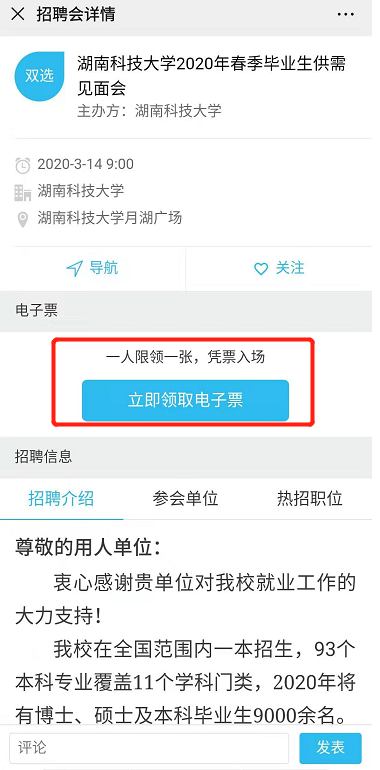 招聘会详情
双选
湖南科技大学2020年春季毕业生供需
见面会
主办方：湖南科技大学
2020-3-14 9:00
湖南科技大学
湖南科技大学月湖广场
导航
关注
电子票
一人限领一张，凭票入场
立即领取电子票
招聘信息
招聘介绍
参会单位
热招职位
尊敬的用人单位：
衷心感谢贵单位对我校就业工作的
大力支持！
我校在全国范围内一本招生，93个
本科专业覆盖11个学科门类，2020年将
有博士、硕士及本科毕业生9000余名。
评论
发表